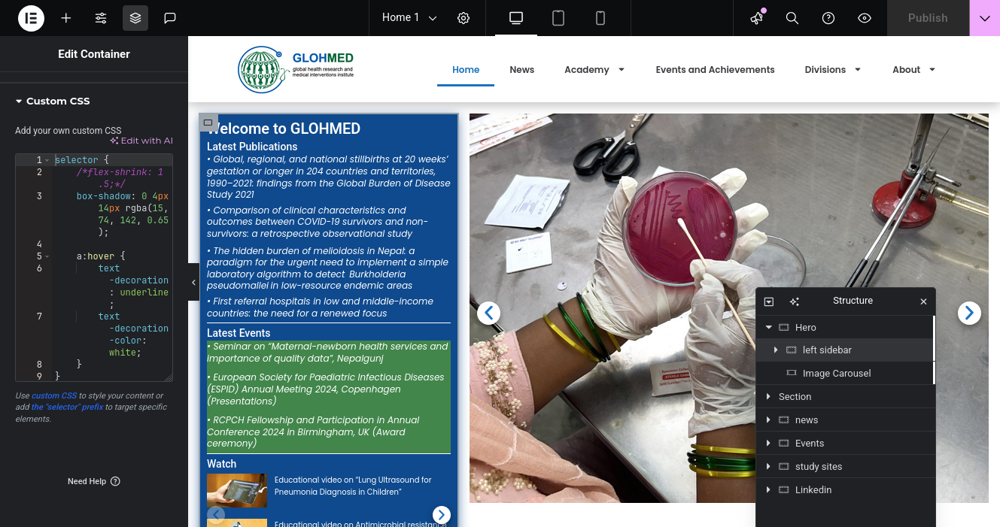 Home 1
Publish
Edit Container
Custom CSS
Add your own custom CSS
Edit with AI
1 selector {
2 /*flex-shrink: 1
.5;*/
3 box-shadow: 0 4px
14px rgba(15,
74, 142, 0.65
);
4
5 a:hover {
6 text
-decoration
: underline
;
7 text
-decoration
-color:
white;
8 }
9 }
Use custom CSS to style your content or
add the "selector" prefix to target specific
elements.
Need Help
GLOHMED
global health research and
medical interventions institute
Home
News
Academy
Events and Achievements
Divisions
About
Welcome to GLOHMED
Latest Publications
• Global, regional, and national stillbirths at 20 weeks’
gestation or longer in 204 countries and territories,
1990–2021: findings from the Global Burden of Disease
Study 2021
• Comparison of clinical characteristics and
outcomes between COVID-19 survivors and non-
survivors: a retrospective observational study
• The hidden burden of melioidosis in Nepal: a
paradigm for the urgent need to implement a simple
laboratory algorithm to detect Burkholderia
pseudomallei in low-resource endemic areas
• First referral hospitals in low and middle-income
countries: the need for a renewed focus
Latest Events
• Seminar on “Maternal-newborn health services and
importance of quality data”, Nepalgunj
• European Society for Paediatric Infectious Diseases
(ESPID) Annual Meeting 2024, Copenhagen
(Presentations)
• RCPCH Fellowship and Participation in Annual
Conference 2024 in Birmingham, UK (Award
ceremony)
Watch
Educational video on “Lung Ultrasound for
Pneumonia Diagnosis in Children”
Educational video on Antimicrobial resistance
Structure
Hero
left sidebar
Image Carousel
Section
news
Events
study sites
Linkedin